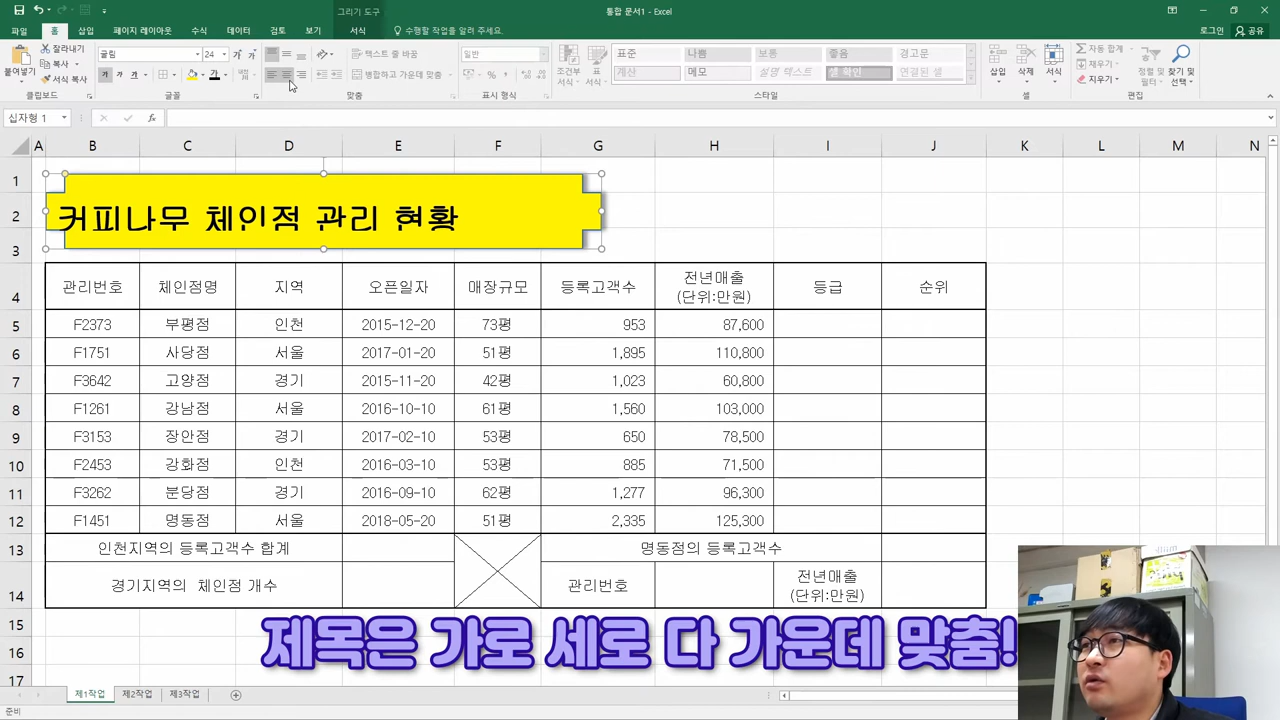 그리기 도구
통합 문서1 - Excel
파일 홈 삽입 페이지 레이아웃 수식 데이터 검토 보기 서식 수행할 작업을 알려 주세요. 로그인 공유
붙여넣기 잘라내기 복사 서식 복사 클립보드
굴림 24 글꼴
텍스트 줄 바꿈 병합하고 가운데 맞춤 맞춤
일반 표시 형식
조건부 서식 표 서식
표준 나쁨 보통 좋음 경고문
계산 메모 설명 텍스트 셀 확인 연결된 셀
스타일
삽입 삭제 서식 셀
자동 합계 채우기 지우기 정렬 및 필터 찾기 및 선택 편집
십자형 1 fx
A B C D E F G H I J K L M N
1
2 커피나무 체인점 관리 현황
3
4 관리번호 체인점명 지역 오픈일자 매장규모 등록고객수 전년매출 (단위:만원) 등급 순위
5 F2373 부평점 인천 2015-12-20 73평 953 87,600
6 F1751 사당점 서울 2017-01-20 51평 1,895 110,800
7 F3642 고양점 경기 2015-11-20 42평 1,023 60,800
8 F1261 강남점 서울 2016-10-10 61평 1,560 103,000
9 F3153 장안점 경기 2017-02-10 53평 650 78,500
10 F2453 강화점 인천 2016-03-10 53평 885 71,500
11 F3262 분당점 경기 2016-09-10 62평 1,277 96,300
12 F1451 명동점 서울 2018-05-20 51평 2,335 125,300
13 인천지역의 등록고객수 합계 명동점의 등록고객수
14 경기지역의 체인점 개수 관리번호 전년매출 (단위:만원)
15
16
17
제목은 가로 세로 다 가운데 맞춤!
제1작업 제2작업 제3작업
준비